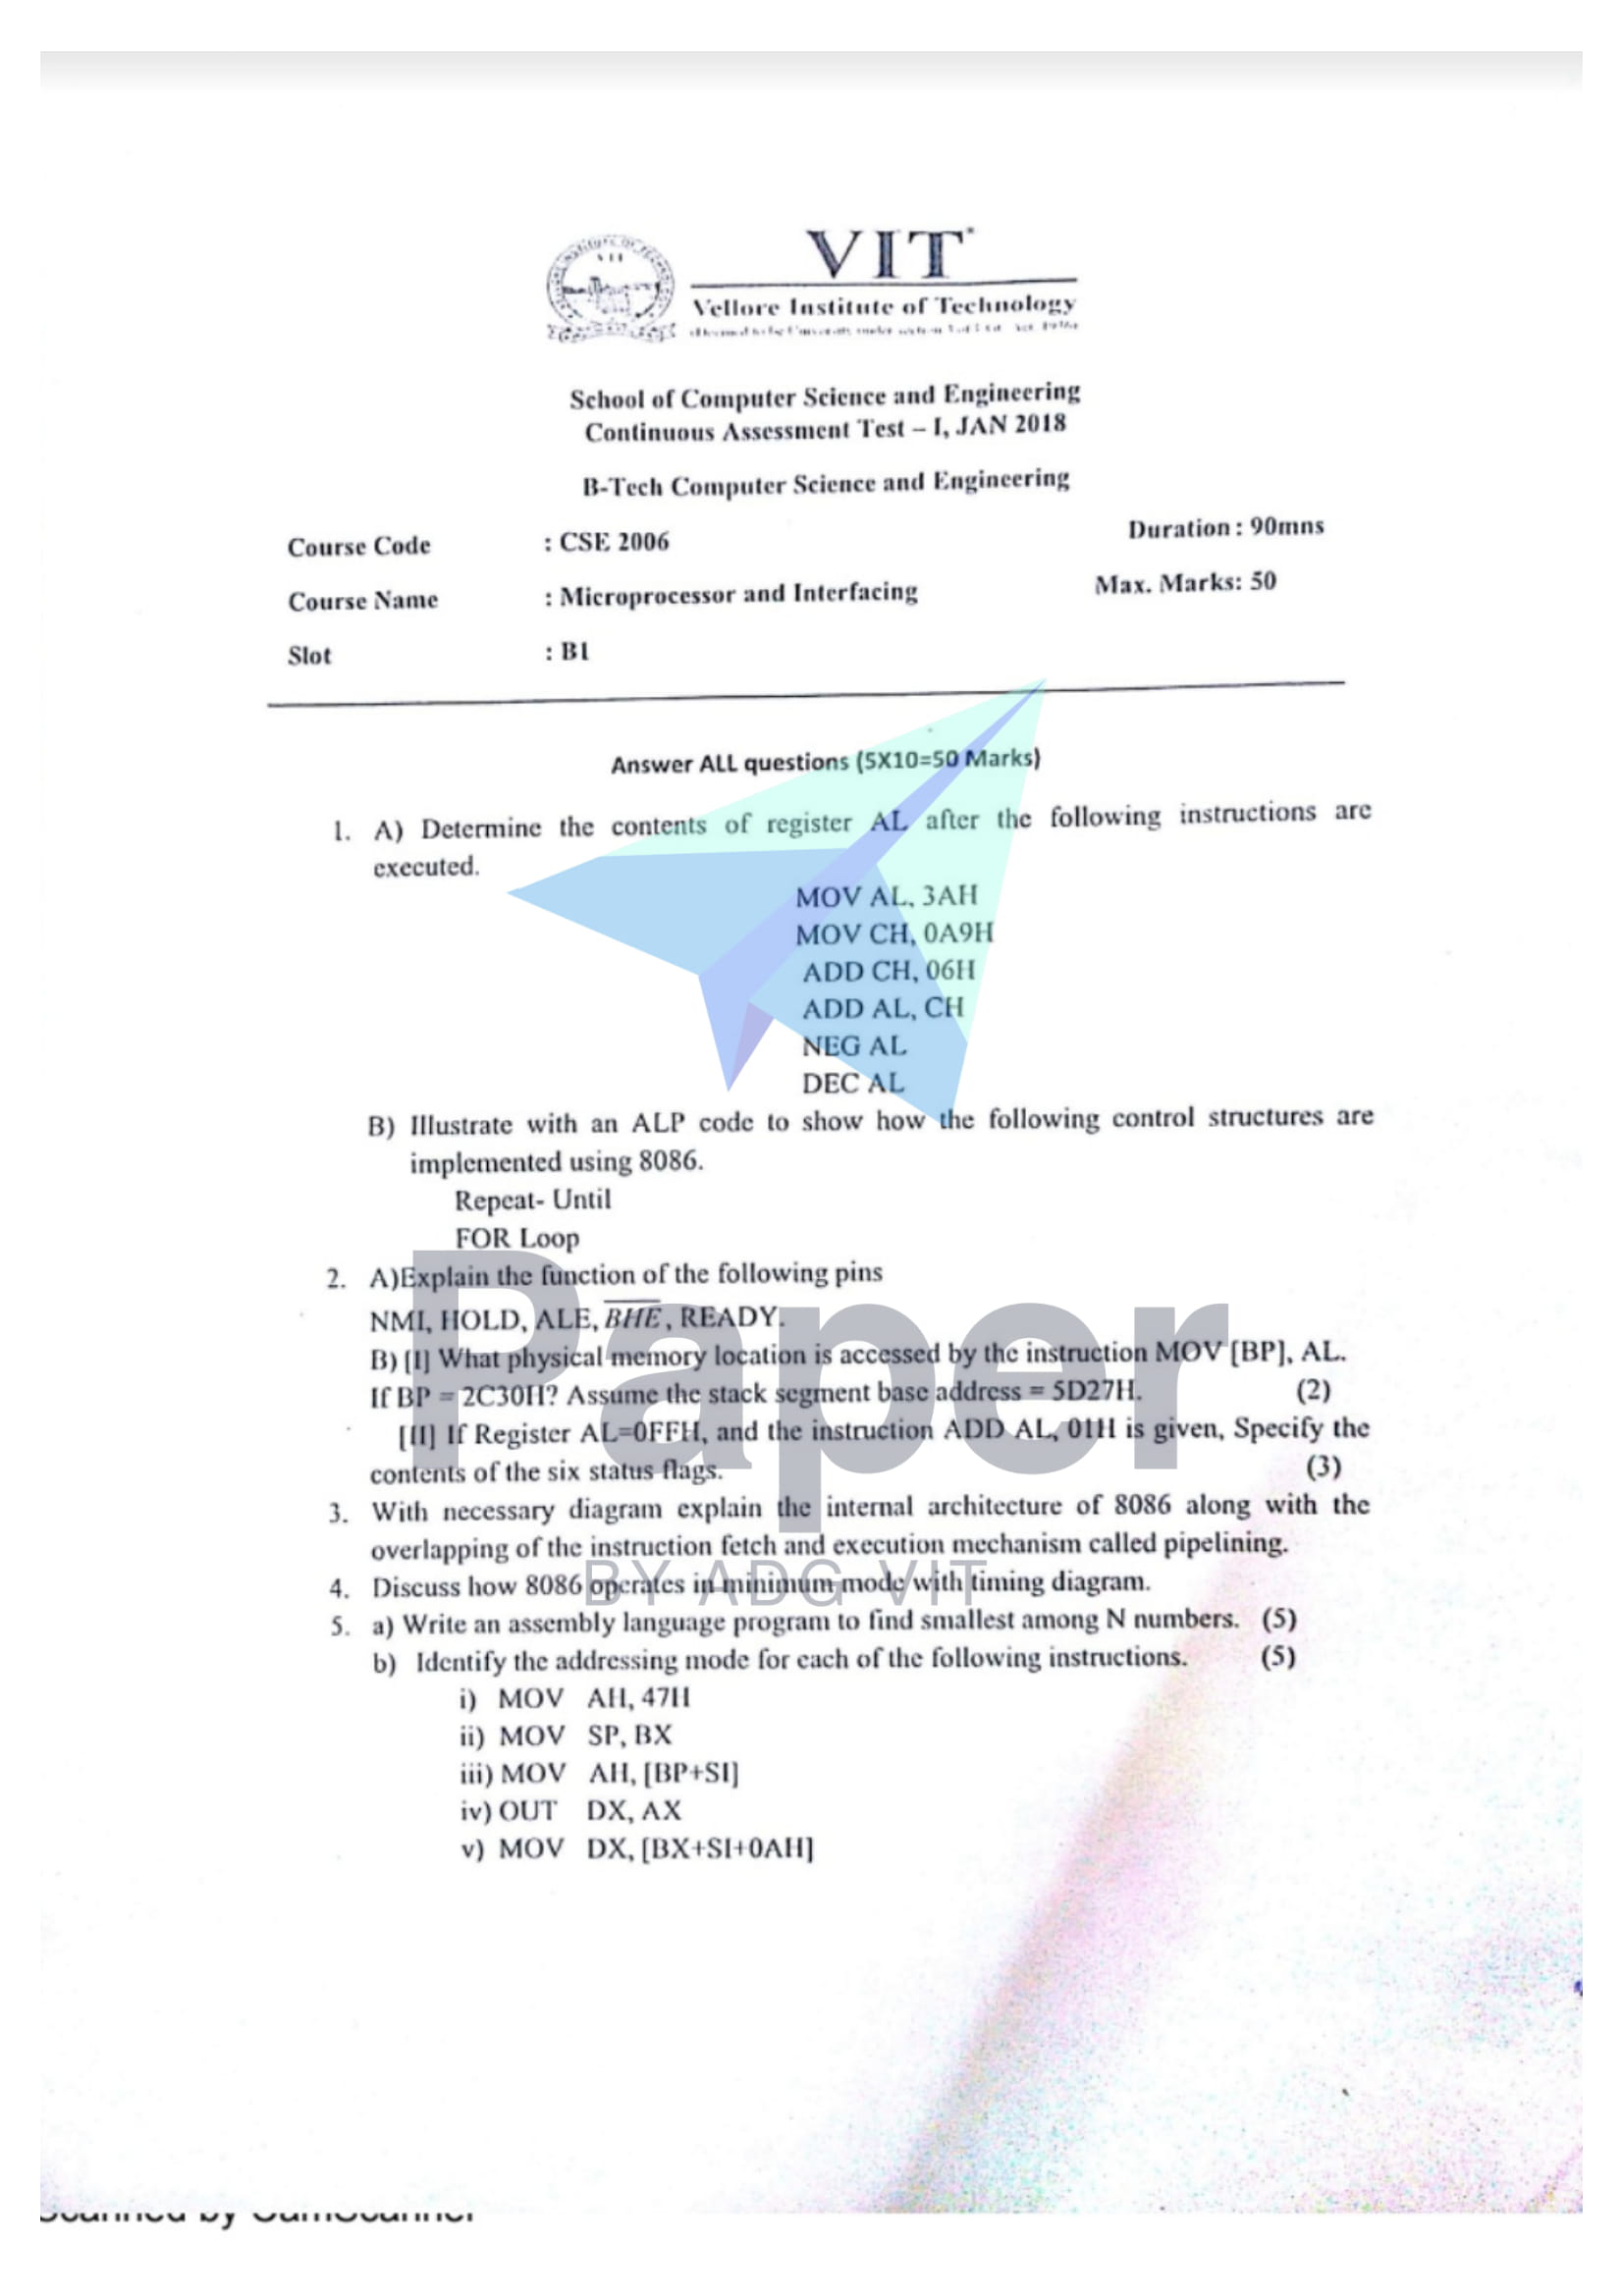 VIT
Vellore Institute of Technology
School of Computer Science and Engineering
Continuous Assessment Test – I, JAN 2018
B-Tech Computer Science and Engineering
Course Code : CSE 2006 Duration : 90mns
Course Name : Microprocessor and Interfacing Max. Marks: 50
Slot : B1
Answer ALL questions (5X10=50 Marks)
1. A) Determine the contents of register AL after the following instructions are
executed.
MOV AL, 3AH
MOV CH, 0A9H
ADD CH, 06H
ADD AL, CH
NEG AL
DEC AL
B) Illustrate with an ALP code to show how the following control structures are
implemented using 8086.
Repeat- Until
FOR Loop
2. A)Explain the function of the following pins
NMI, HOLD, ALE, B̅H̅E̅ , READY.
B) [I] What physical memory location is accessed by the instruction MOV [BP], AL.
If BP = 2C30H? Assume the stack segment base address = 5D27H. (2)
[II] If Register AL=0FFH, and the instruction ADD AL, 01H is given, Specify the
contents of the six status flags. (3)
3. With necessary diagram explain the internal architecture of 8086 along with the
overlapping of the instruction fetch and execution mechanism called pipelining.
4. Discuss how 8086 operates in minimum mode with timing diagram.
5. a) Write an assembly language program to find smallest among N numbers. (5)
b) Identify the addressing mode for each of the following instructions. (5)
i) MOV AH, 47H
ii) MOV SP, BX
iii) MOV AH, [BP+SI]
iv) OUT DX, AX
v) MOV DX, [BX+SI+0AH]
Paper
BY ADG VIT
Scanned by CamScanner